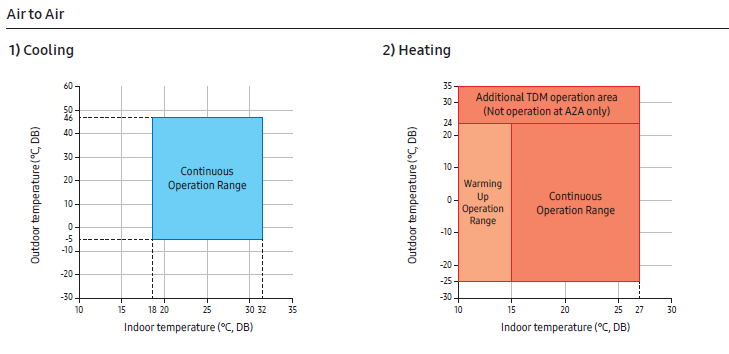 Air to Air
1) Cooling
2) Heating
Outdoor temperature (°C, DB)
60
50
46
40
30
20
10
0
-5
-10
-20
-30
Continuous
Operation Range
10
15
18
20
25
30
32
35
Indoor temperature (°C, DB)
Outdoor temperature (°C, DB)
35
30
24
20
10
0
-10
-20
-25
-30
Additional TDM operation area
(Not operation at A2A only)
Warming
Up
Operation
Range
Continuous
Operation Range
10
15
20
25
27
30
Indoor temperature (°C, DB)